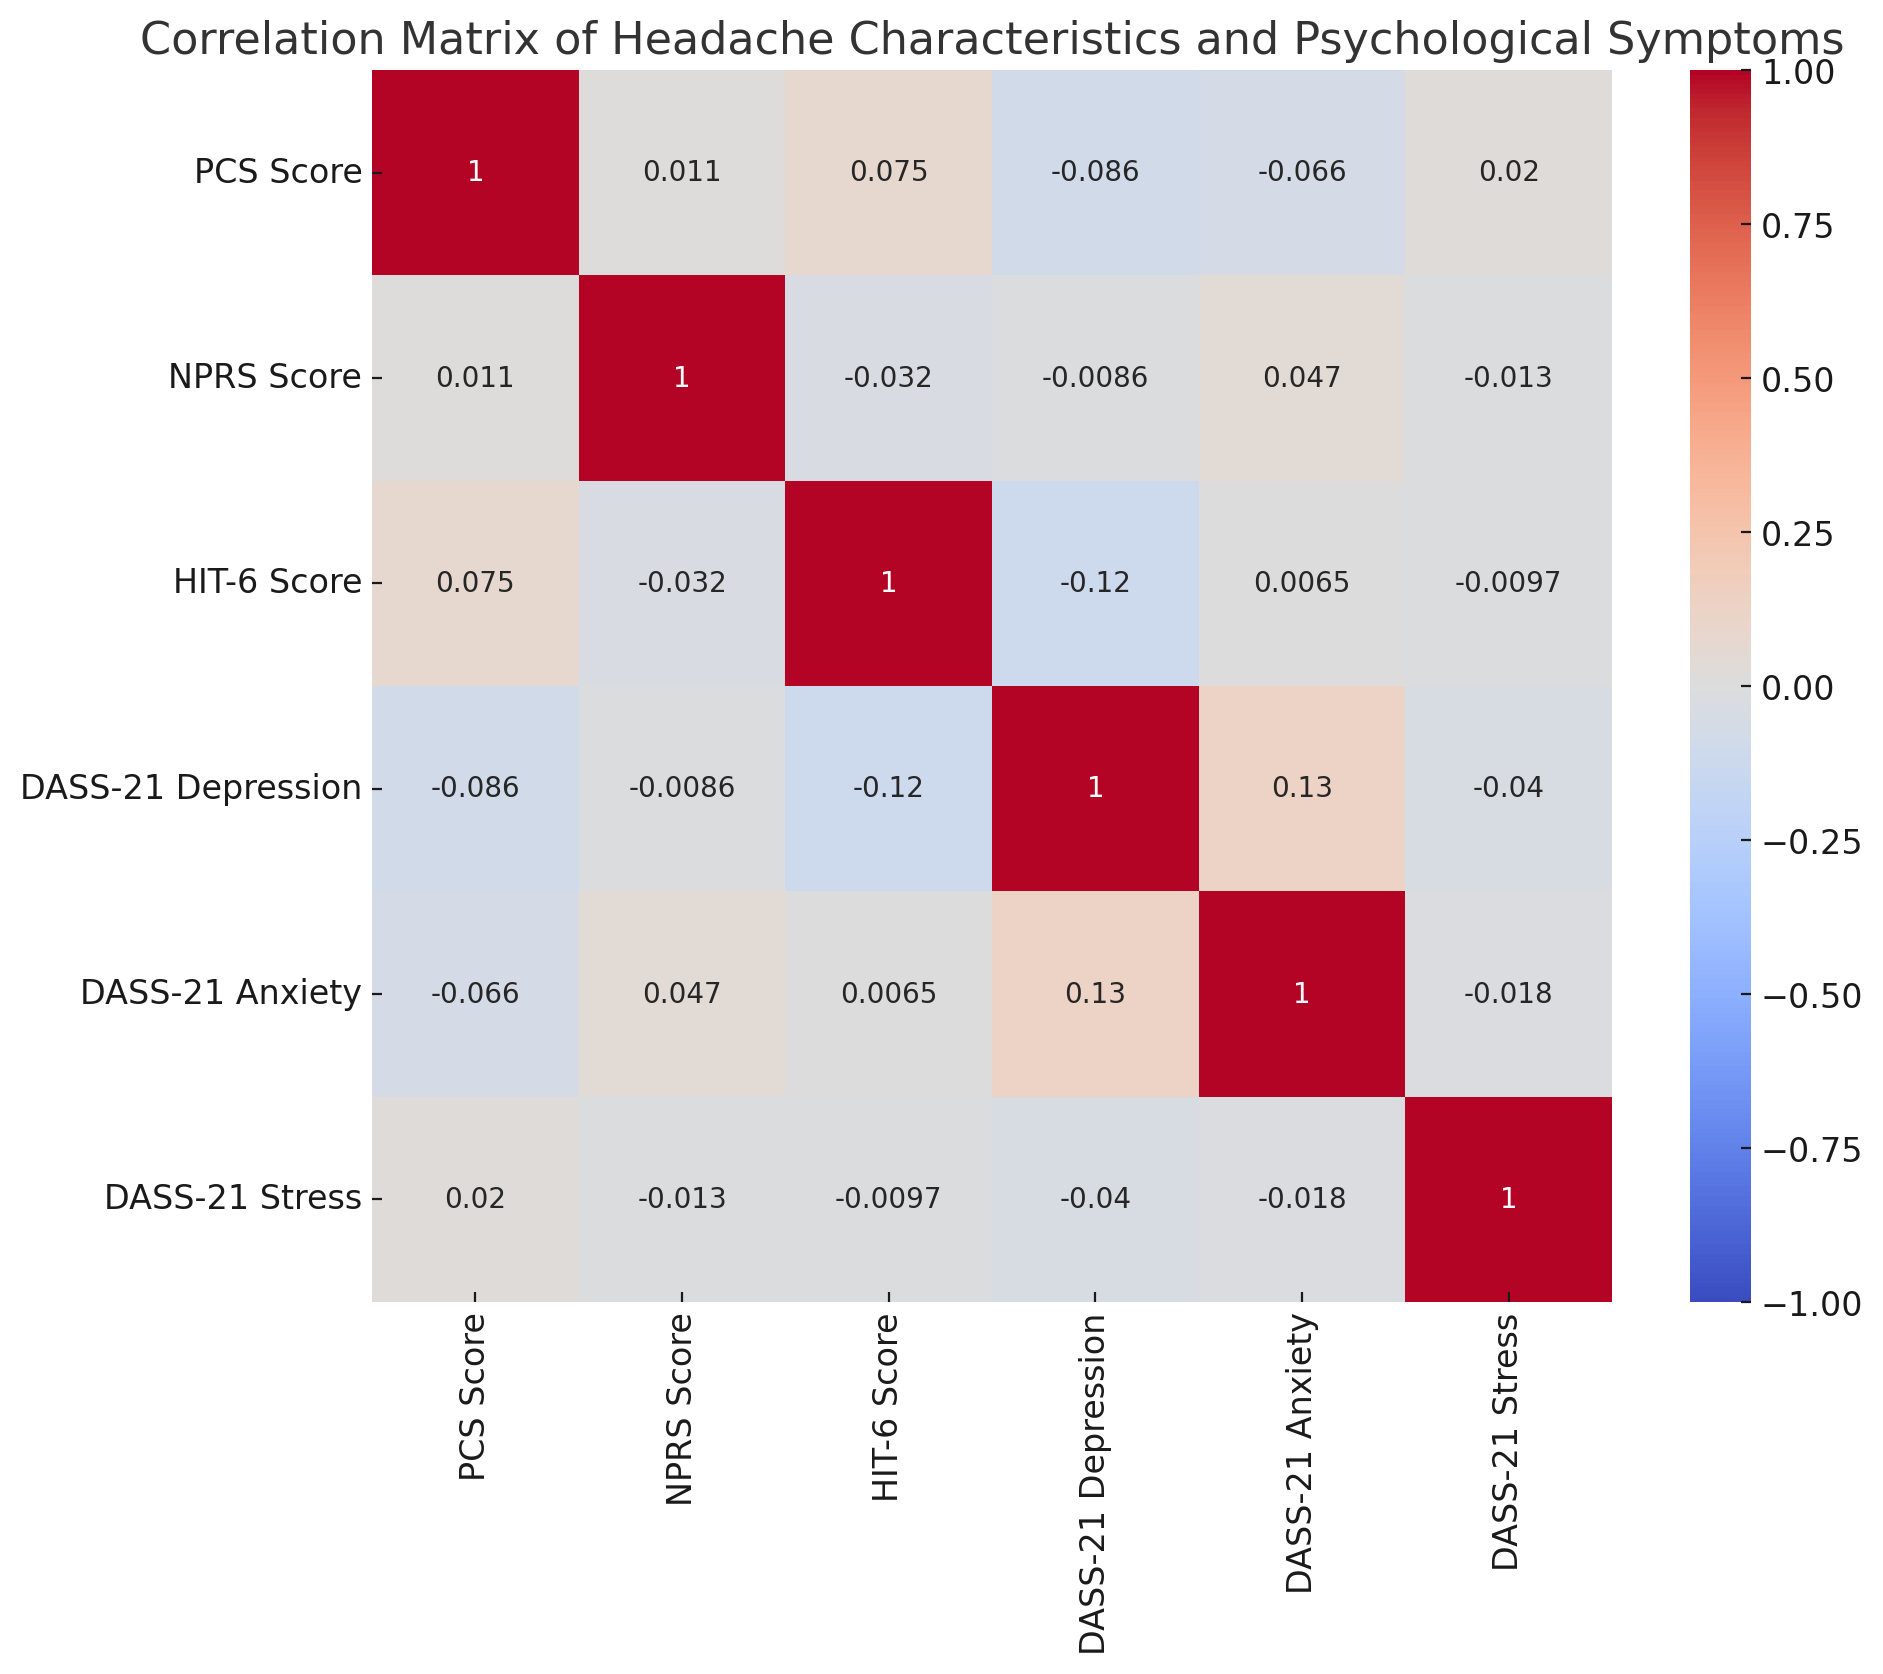 Correlation Matrix of Headache Characteristics and Psychological Symptoms
PCS Score 1 0.011 0.075 -0.086 -0.066 0.02
NPRS Score 0.011 1 -0.032 -0.0086 0.047 -0.013
HIT-6 Score 0.075 -0.032 1 -0.12 0.0065 -0.0097
DASS-21 Depression -0.086 -0.0086 -0.12 1 0.13 -0.04
DASS-21 Anxiety -0.066 0.047 0.0065 0.13 1 -0.018
DASS-21 Stress 0.02 -0.013 -0.0097 -0.04 -0.018 1
PCS Score
NPRS Score
HIT-6 Score
DASS-21 Depression
DASS-21 Anxiety
DASS-21 Stress
1.00
0.75
0.50
0.25
0.00
−0.25
−0.50
−0.75
−1.00